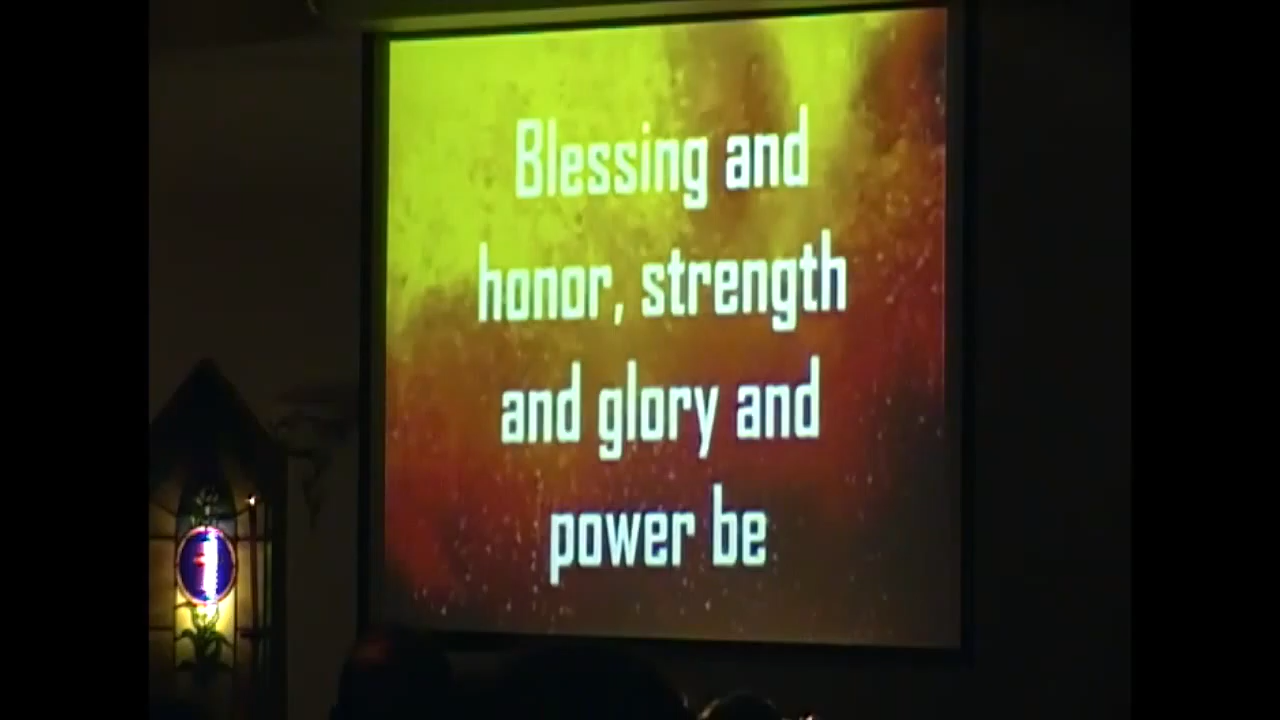 Blessing and
honor, strength
and glory and
power be